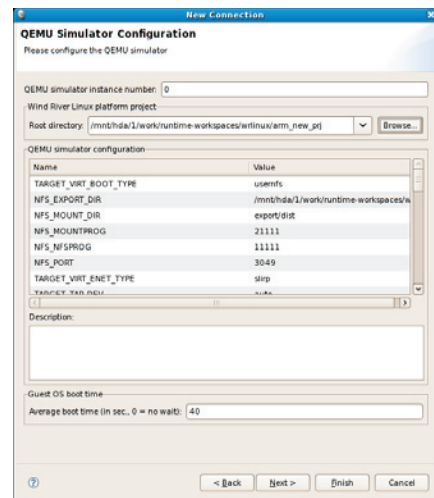 New Connection
QEMU Simulator Configuration
Please configure the QEMU simulator
QEMU simulator instance number: 0
Wind River Linux platform project
Root directory: /mnt/hda/1/work/runtime-workspaces/wrlinux/arm_new_prj Browse...
QEMU simulator configuration
Name Value
TARGET_VIRT_BOOT_TYPE usernfs
NFS_EXPORT_DIR /mnt/hda/1/work/runtime-workspaces/w
NFS_MOUNT_DIR export/dist
NFS_MOUNTPROG 21111
NFS_NFSPROG 11111
NFS_PORT 3049
TARGET_VIRT_ENET_TYPE slirp
TARGET_TAP_DEV auto
Description:
Guest OS boot time
Average boot time (in sec., 0 = no wait): 40
? < Back Next > Finish Cancel